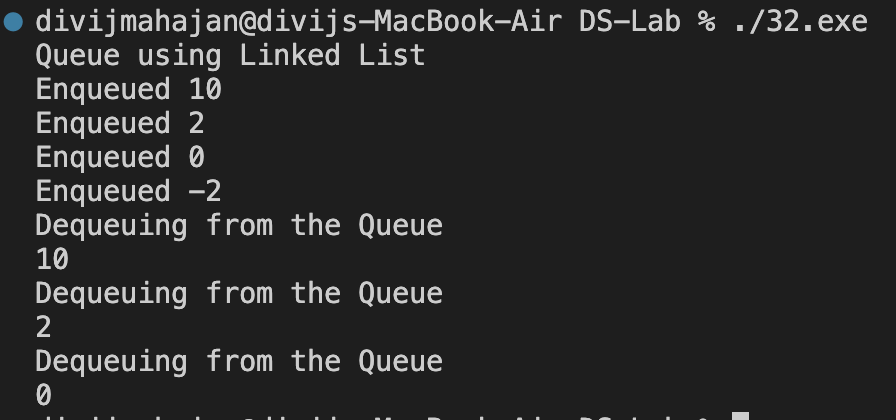 divijmahajan@divijs-MacBook-Air DS-Lab % ./32.exe
Queue using Linked List
Enqueued 10
Enqueued 2
Enqueued 0
Enqueued -2
Dequeuing from the Queue
10
Dequeuing from the Queue
2
Dequeuing from the Queue
0